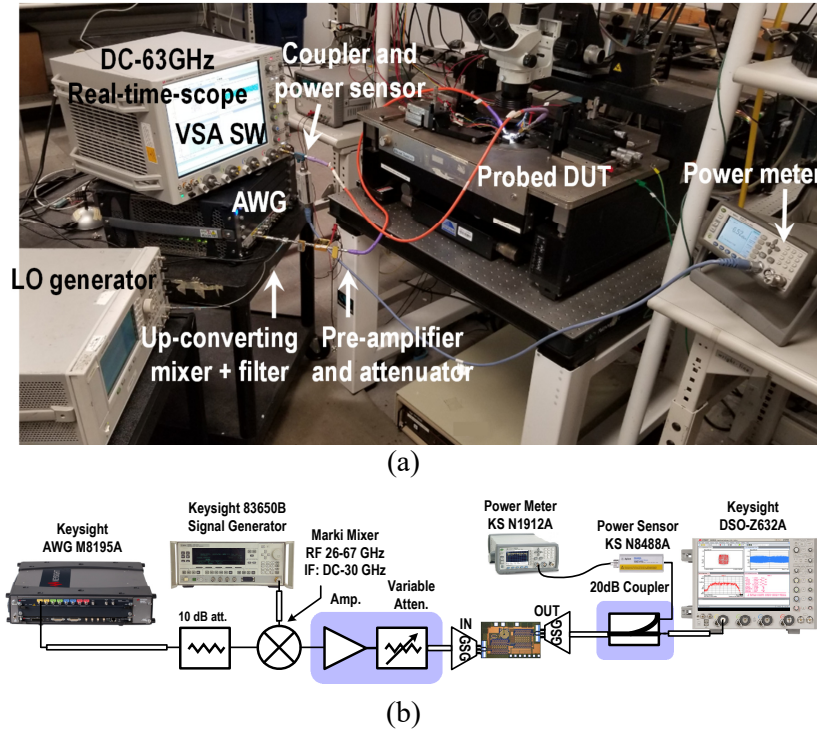 DC-63GHz
Real-time-scope
VSA SW
Coupler and
power sensor
AWG
Probed DUT
Power meter
LO generator
Up-converting
mixer + filter
Pre-amplifier
and attenuator
(a)
Keysight
AWG M8195A
Keysight 83650B
Signal Generator
Marki Mixer
RF 26-67 GHz
IF: DC-30 GHz
Power Meter
KS N1912A
Power Sensor
KS N8488A
Keysight
DSO-Z632A
10 dB att.
Amp.
Variable
Atten.
IN
GSG
OUT
GSG
20dB Coupler
(b)